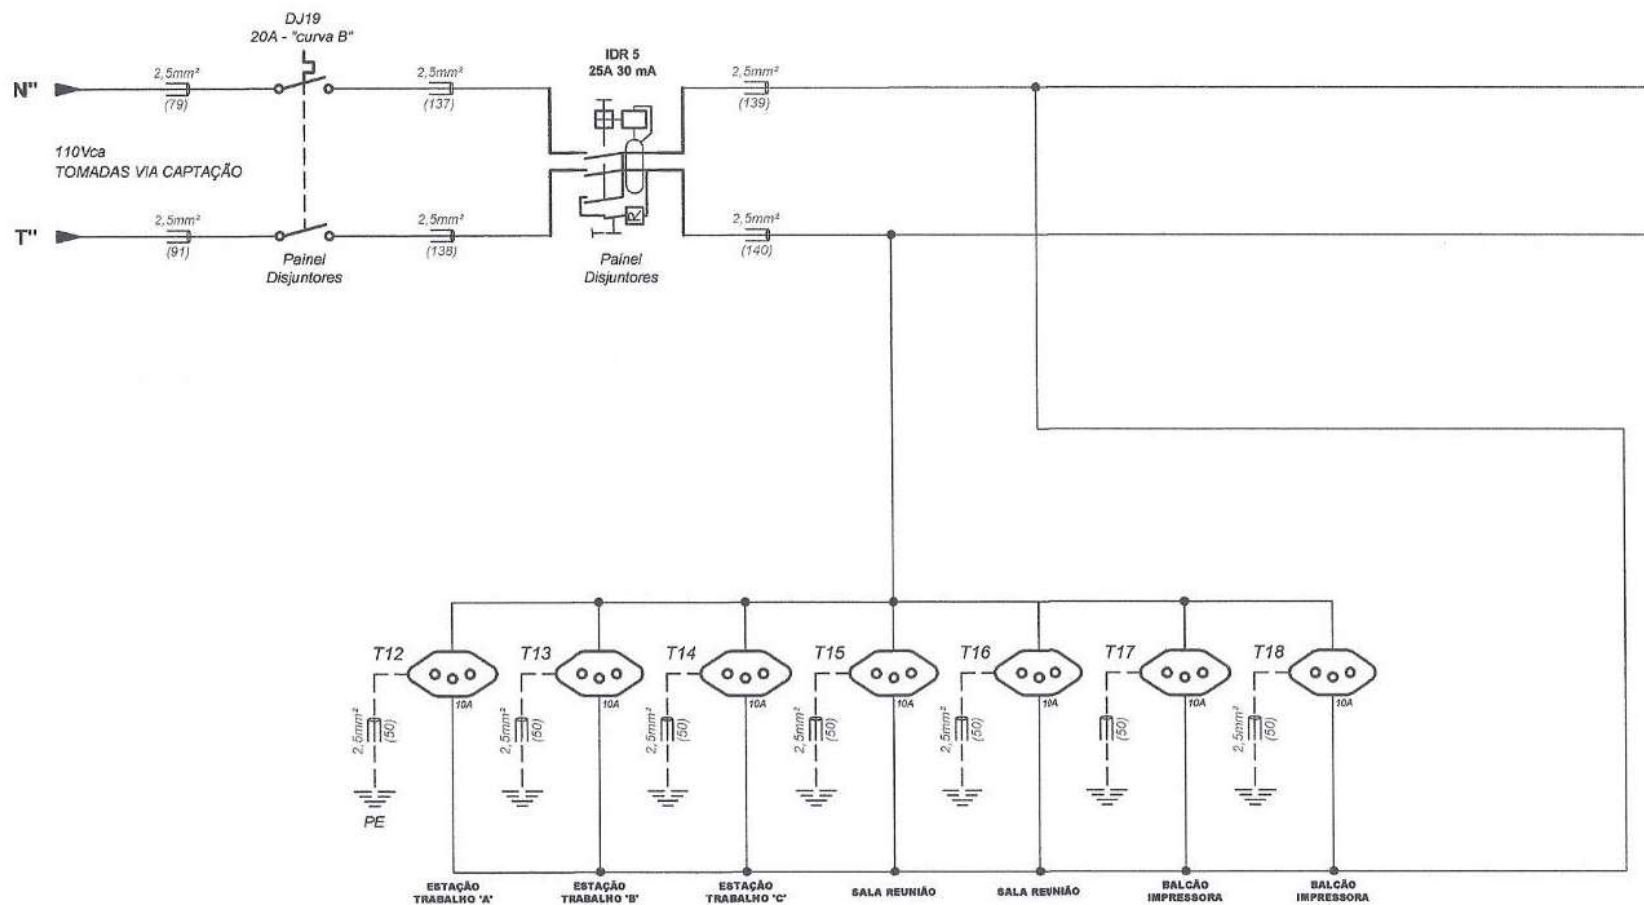 DJ19
20A - "curva B"
IDR 5
25A 30 mA
2,5mm²
2,5mm²
2,5mm²
N"
(79)
(137)
(139)
110Vca
TOMADAS VIA CAPTAÇÃO
2,5mm²
2,5mm²
2,5mm²
R
T"
(91)
(138)
(140)
Painel
Disjuntores
Painel
Disjuntores
T12
T13
T14
T15
T16
T17
T18
10A
10A
10A
10A
10A
10A
10A
2,5mm²
(50)
2,5mm²
(50)
2,5mm²
(50)
2,5mm²
(50)
2,5mm²
(50)
(50)
2,5mm²
(50)
PE
ESTAÇÃO
TRABALHO 'A'
ESTAÇÃO
TRABALHO 'B'
ESTAÇÃO
TRABALHO 'C'
SALA REUNIÃO
SALA REUNIÃO
BALCÃO
IMPRESSORA
BALCÃO
IMPRESSORA